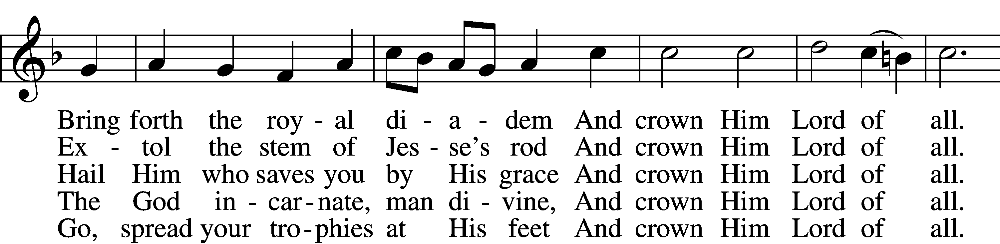 Bring forth the roy - al di - a - dem And crown Him Lord of all.
Ex - tol the stem of Jes - se's rod And crown Him Lord of all.
Hail Him who saves you by His grace And crown Him Lord of all.
The God in - car - nate, man di - vine, And crown Him Lord of all.
Go, spread your tro - phies at His feet And crown Him Lord of all.